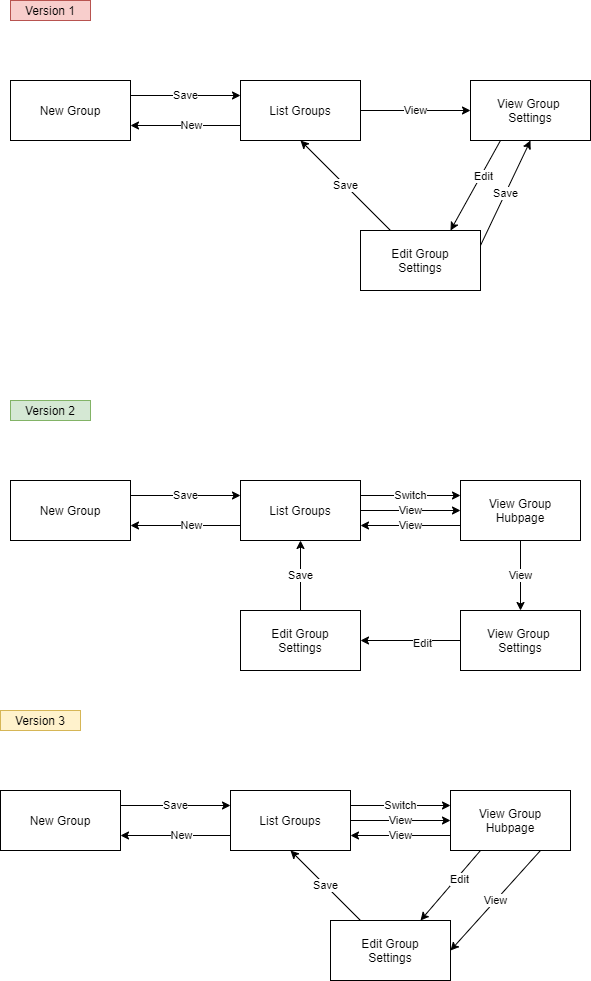 Version 1
New Group
Save
New
List Groups
View
View Group
Settings
Edit
Save
Save
Edit Group
Settings
Version 2
New Group
Save
New
List Groups
Switch
View
View
View Group
Hubpage
Save
View
Edit Group
Settings
Edit
View Group
Settings
Version 3
New Group
Save
New
List Groups
Switch
View
View
View Group
Hubpage
Save
Edit
View
Edit Group
Settings